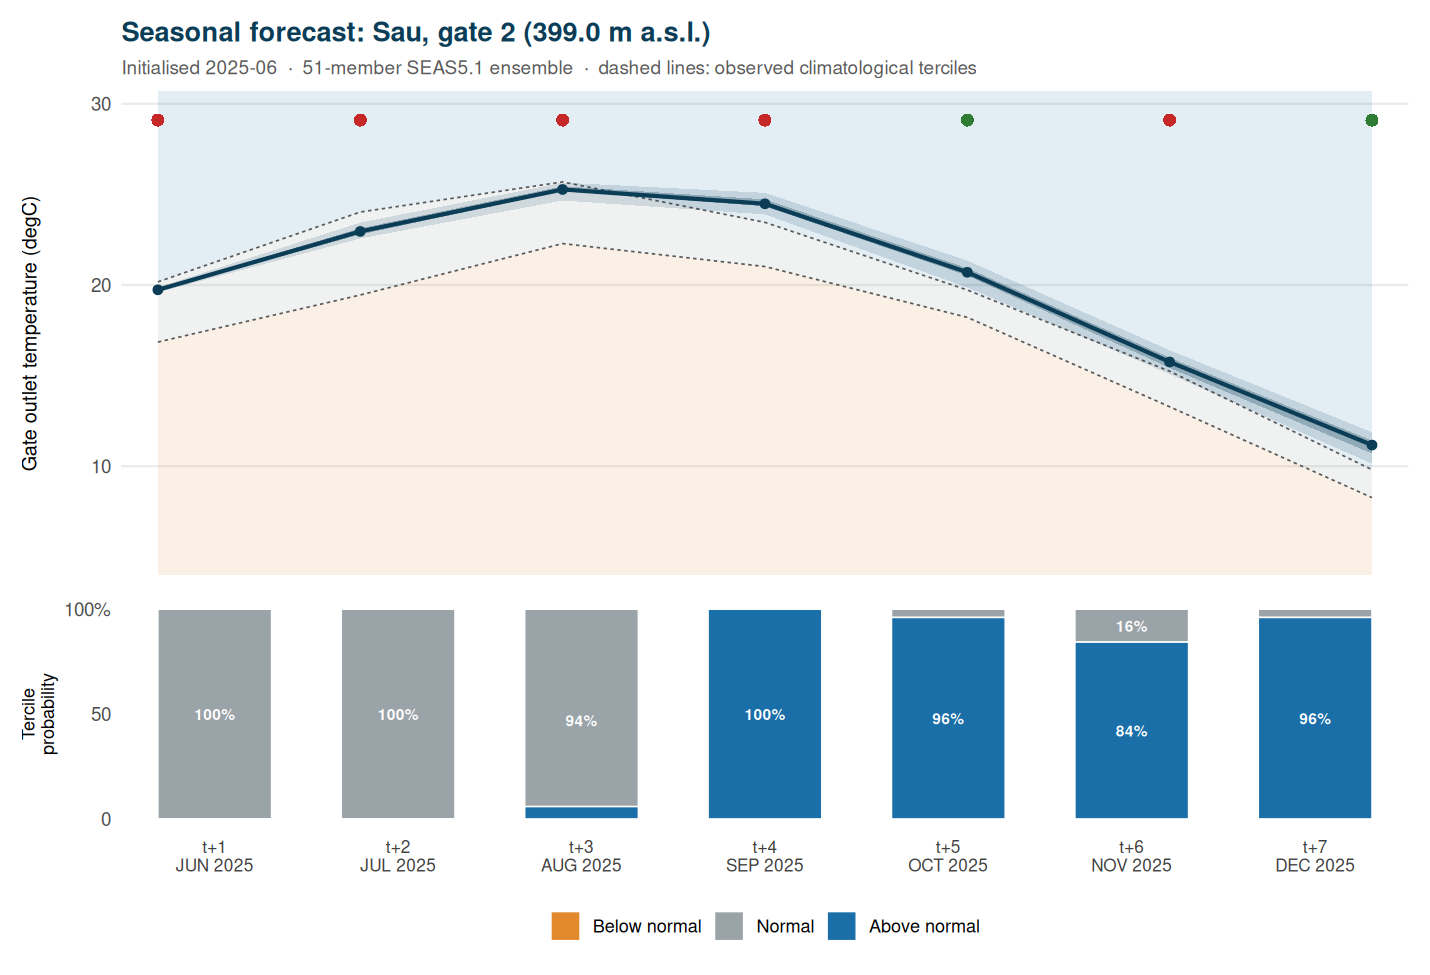 Seasonal forecast: Sau, gate 2 (399.0 m a.s.l.)
Initialised 2025-06 · 51-member SEAS5.1 ensemble · dashed lines: observed climatological terciles
30
20
10
Gate outlet temperature (degC)
100%
50
0
Tercile
probability
100%
100%
94%
100%
96%
16%
84%
96%
t+1
JUN 2025
t+2
JUL 2025
t+3
AUG 2025
t+4
SEP 2025
t+5
OCT 2025
t+6
NOV 2025
t+7
DEC 2025
Below normal
Normal
Above normal